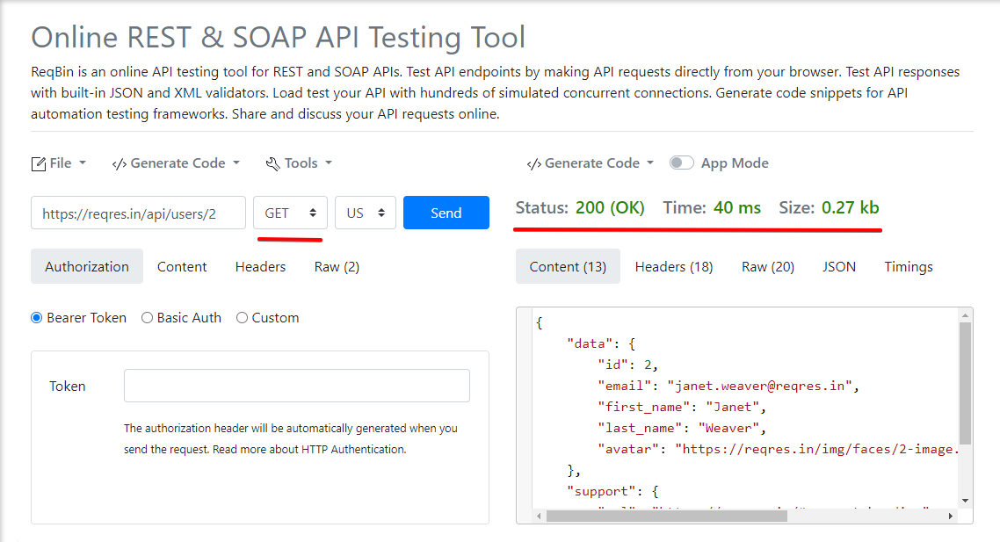 Online REST & SOAP API Testing Tool
ReqBin is an online API testing tool for REST and SOAP APIs. Test API endpoints by making API requests directly from your browser. Test API responses
with built-in JSON and XML validators. Load test your API with hundreds of simulated concurrent connections. Generate code snippets for API
automation testing frameworks. Share and discuss your API requests online.
File
</> Generate Code
Tools
https://reqres.in/api/users/2
GET
US
Send
Authorization
Content
Headers
Raw (2)
Bearer Token
Basic Auth
Custom
Token
The authorization header will be automatically generated when you
send the request. Read more about HTTP Authentication.
</> Generate Code
App Mode
Status: 200 (OK) Time: 40 ms Size: 0.27 kb
Content (13)
Headers (18)
Raw (20)
JSON
Timings
{
"data": {
"id": 2,
"email": "janet.weaver@reqres.in",
"first_name": "Janet",
"last_name": "Weaver",
"avatar": "https://reqres.in/img/faces/2-image.
},
"support": {